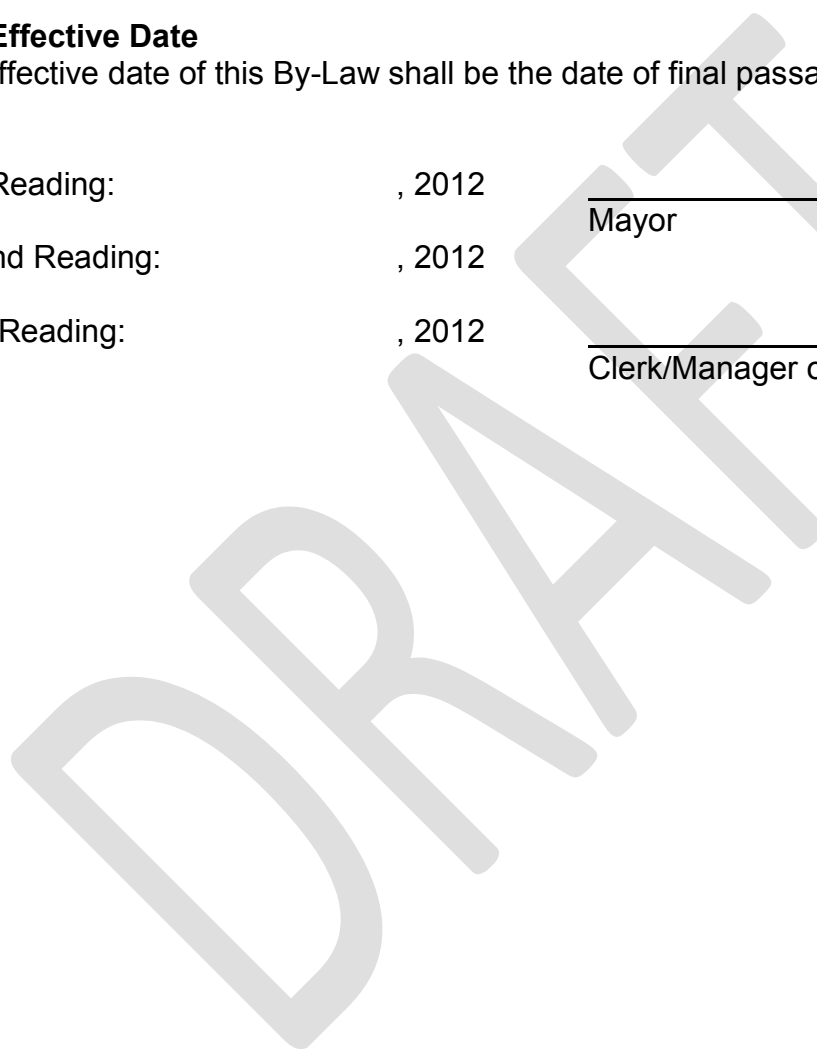 Effective Date
ffective date of this By-Law shall be the date of final passa
Reading: , 2012
Mayor
nd Reading: , 2012
Reading: , 2012
Clerk/Manager o
DRAFT